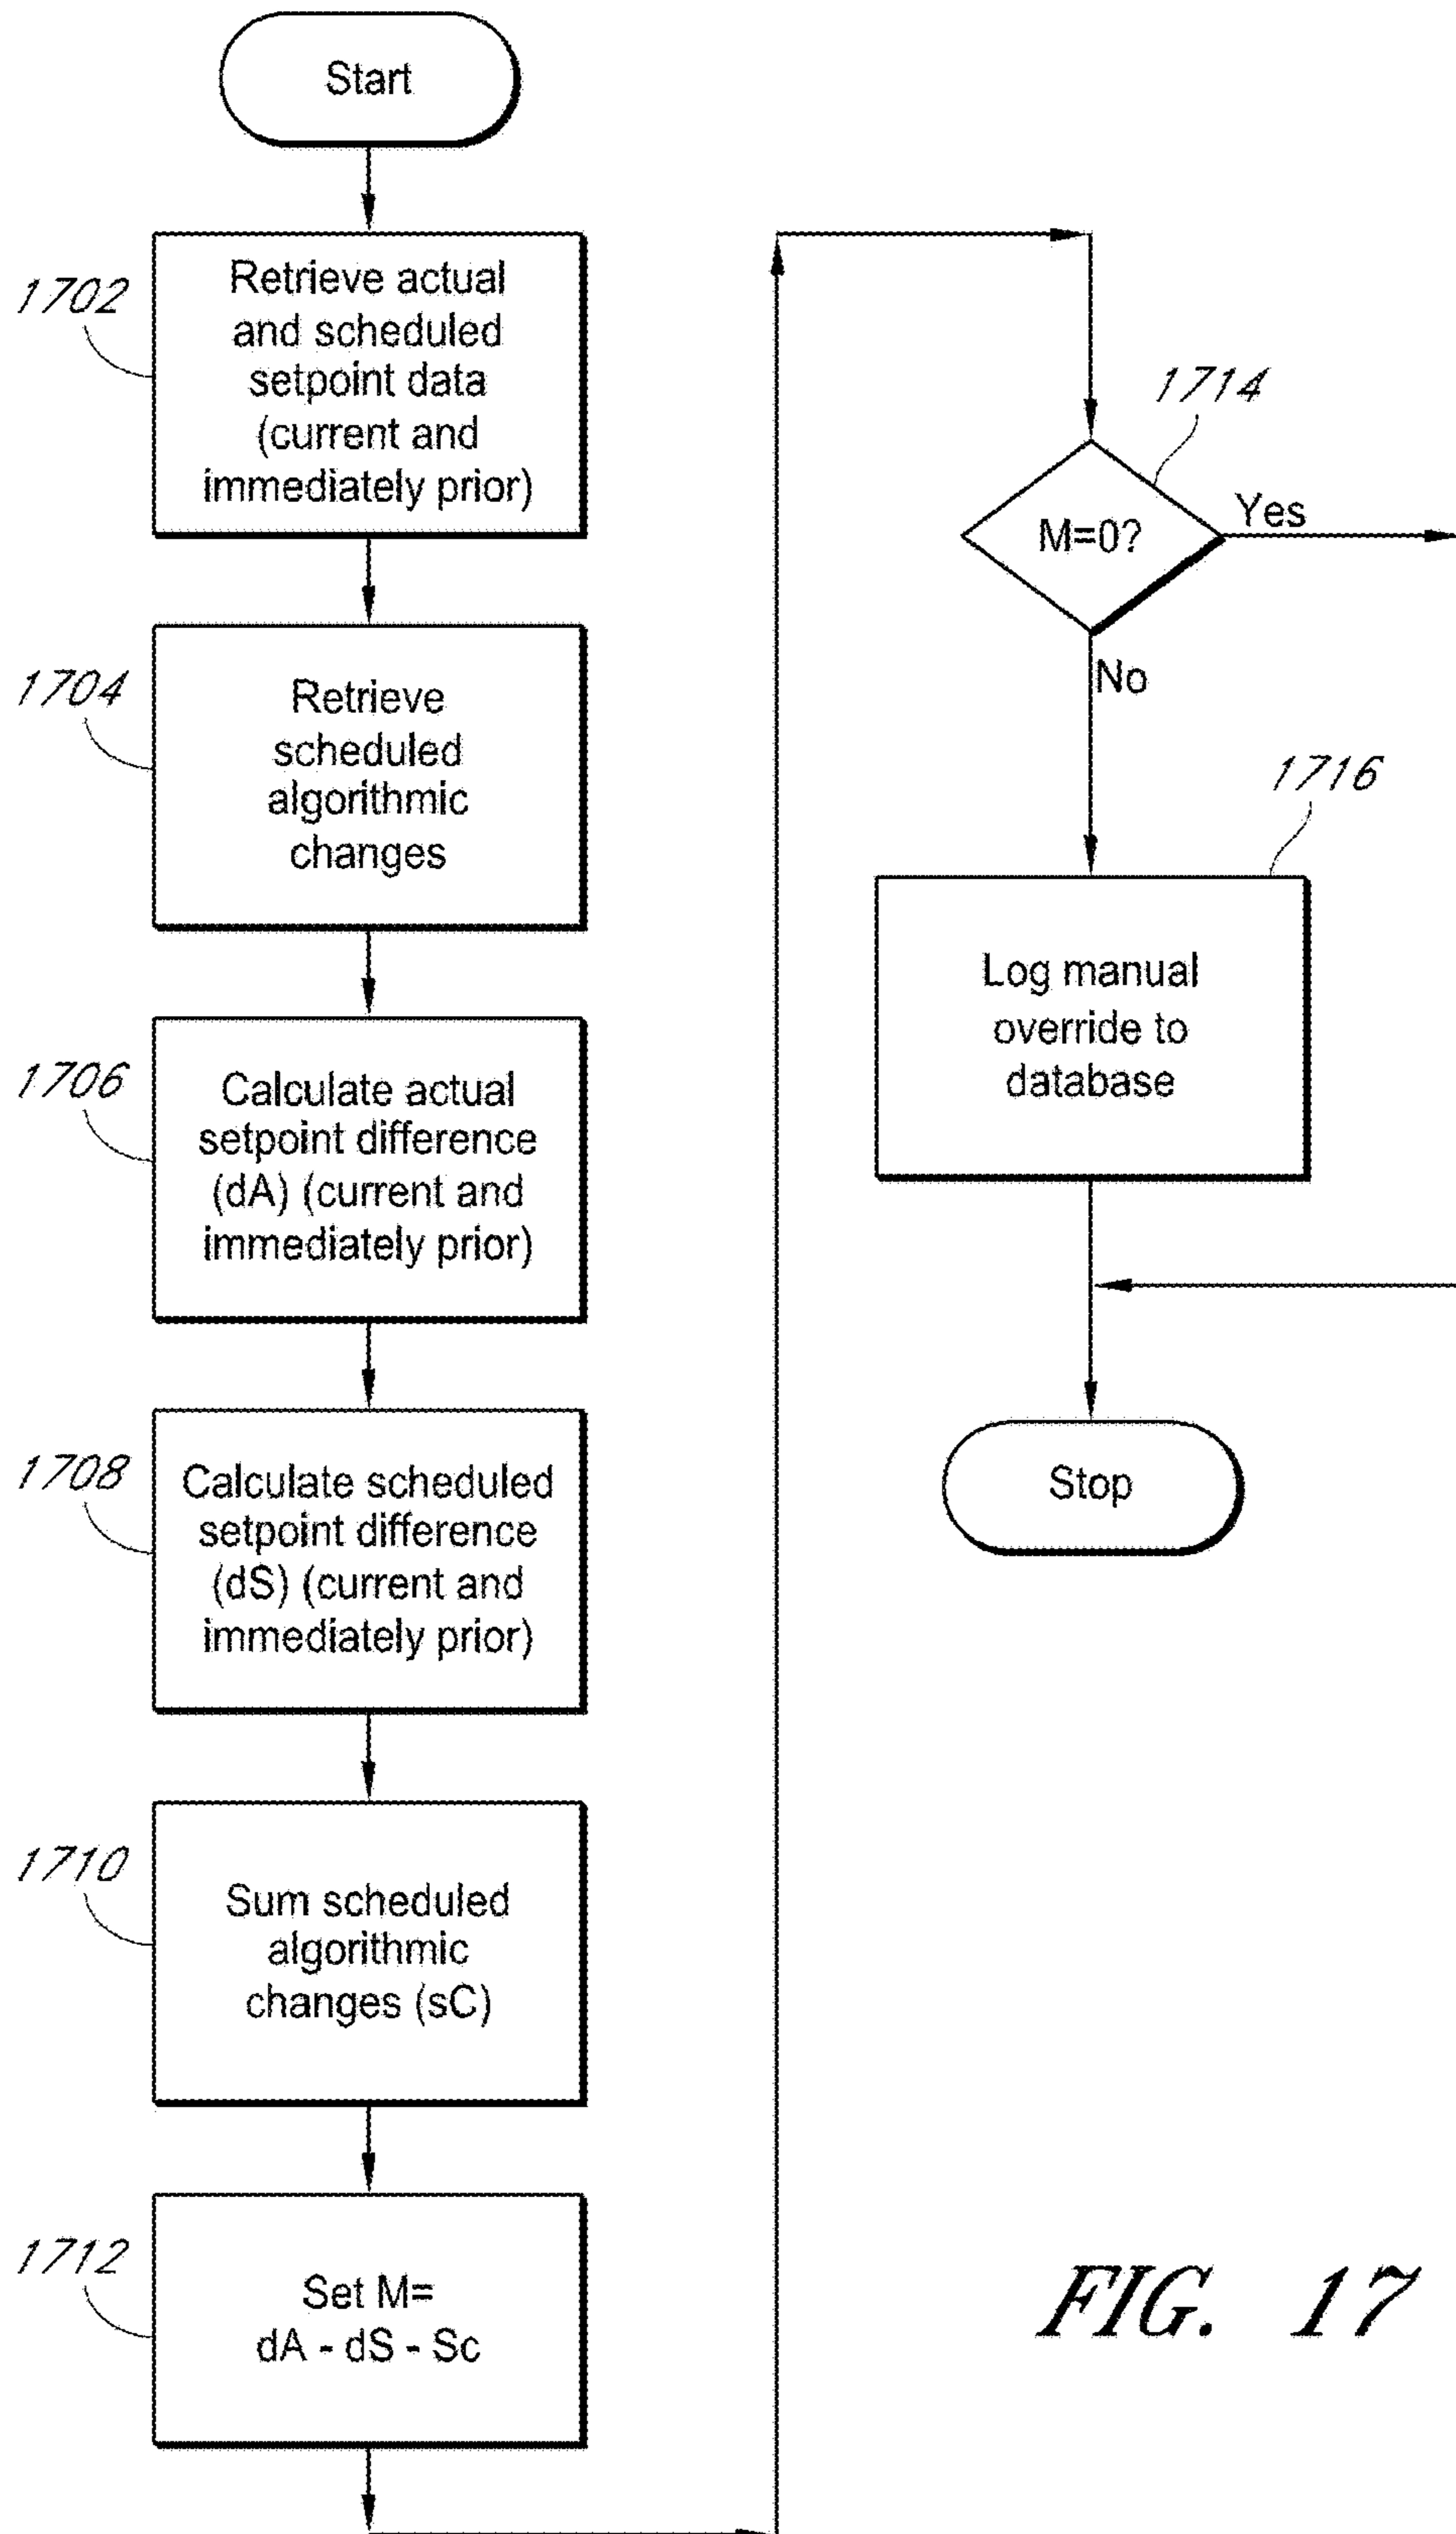 Start
1702
Retrieve actual
and scheduled
setpoint data
(current and
immediately prior)
1704
Retrieve
scheduled
algorithmic
changes
1706
Calculate actual
setpoint difference
(dA) (current and
immediately prior)
1708
Calculate scheduled
setpoint difference
(dS) (current and
immediately prior)
1710
Sum scheduled
algorithmic
changes (sC)
1712
Set M=
dA - dS - Sc
1714
M=0?
Yes
No
1716
Log manual
override to
database
Stop
FIG. 17